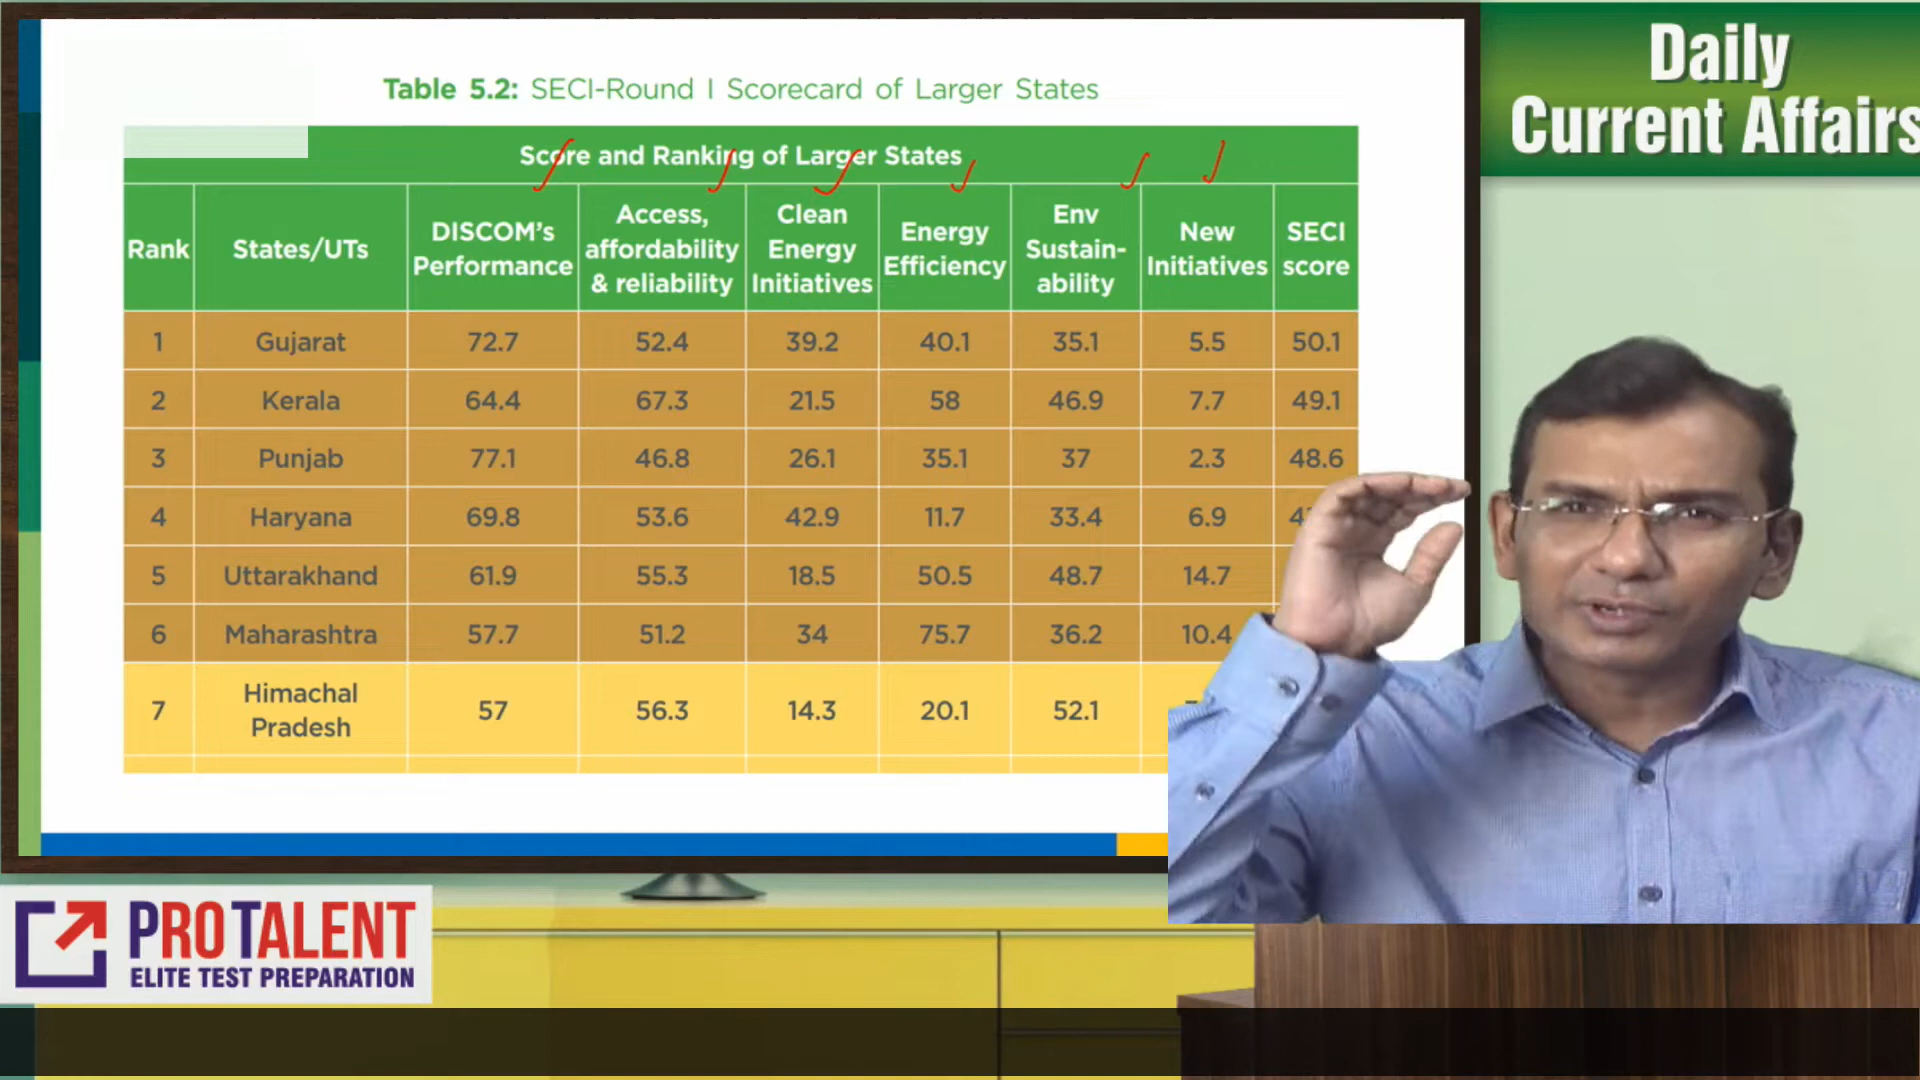 Daily
Current Affairs
Table 5.2: SECI-Round I Scorecard of Larger States
Score and Ranking of Larger States
Rank States/UTs DISCOM's Performance Access, affordability & reliability Clean Energy Initiatives Energy Efficiency Env Sustain-ability New Initiatives SECI score
1 Gujarat 72.7 52.4 39.2 40.1 35.1 5.5 50.1
2 Kerala 64.4 67.3 21.5 58 46.9 7.7 49.1
3 Punjab 77.1 46.8 26.1 35.1 37 2.3 48.6
4 Haryana 69.8 53.6 42.9 11.7 33.4 6.9
5 Uttarakhand 61.9 55.3 18.5 50.5 48.7 14.7
6 Maharashtra 57.7 51.2 34 75.7 36.2 10.4
7 Himachal Pradesh 57 56.3 14.3 20.1 52.1
PROTALENT
ELITE TEST PREPARATION